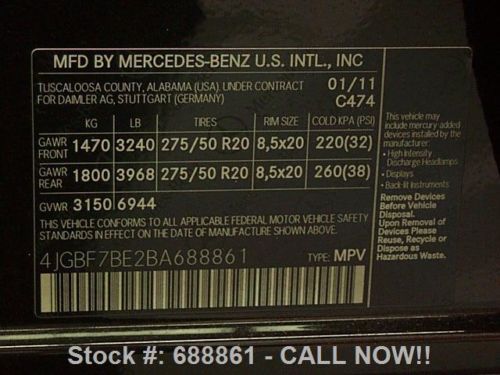 MFD BY MERCEDES-BENZ U.S. INTL., INC
TUSCALOOSA COUNTY, ALABAMA (USA) UNDER CONTRACT
FOR DAIMLER AG, STUTTGART (GERMANY)
01/11
C474
KG LB TIRES RIM SIZE COLD KPA (PSI)
GAWR FRONT 1470 3240 275/50 R20 8,5x20 220(32)
GAWR REAR 1800 3968 275/50 R20 8,5x20 260(38)
GVWR 3150 6944
THIS VEHICLE CONFORMS TO ALL APPLICABLE FEDERAL MOTOR VEHICLE SAFETY
STANDARDS IN EFFECT ON THE DATE OF MANUFACTURE SHOWN ABOVE.
4JGBF7BE2BA688861
TYPE: MPV
This vehicle may
include mercury-added
devices installed by the
manufacturer:
• High Intensity
Discharge Headlamps
• Displays
• Back-lit Instruments
Remove Devices
Before Vehicle
Disposal.
Upon Removal of
Devices Please
Reuse, Recycle or
Dispose as
Hazardous Waste.
Stock #: 688861 - CALL NOW!!